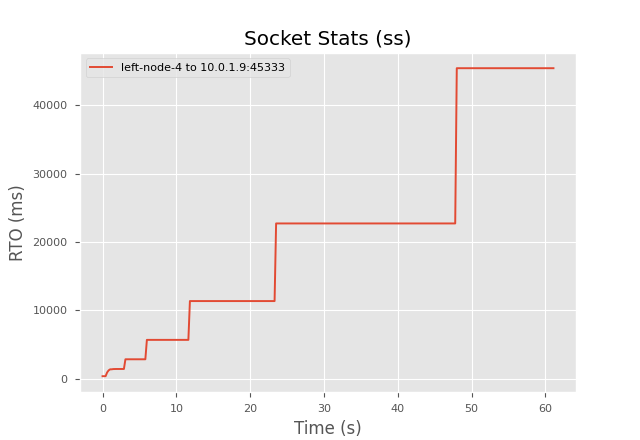 Socket Stats (ss)
left-node-4 to 10.0.1.9:45333
RTO (ms)
40000
30000
20000
10000
0
0 10 20 30 40 50 60
Time (s)